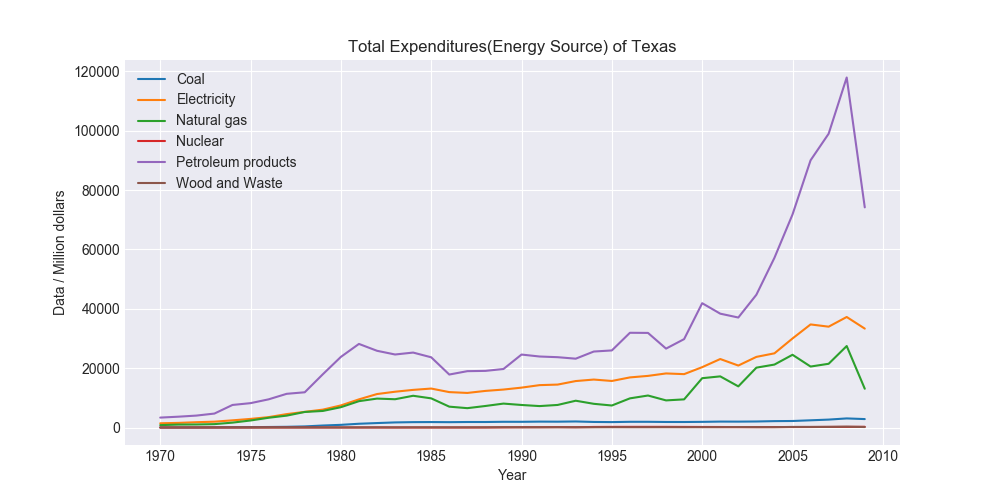 Total Expenditures(Energy Source) of Texas
120000
100000
80000
60000
40000
20000
0
Data / Million dollars
Coal
Electricity
Natural gas
Nuclear
Petroleum products
Wood and Waste
1970 1975 1980 1985 1990 1995 2000 2005 2010
Year